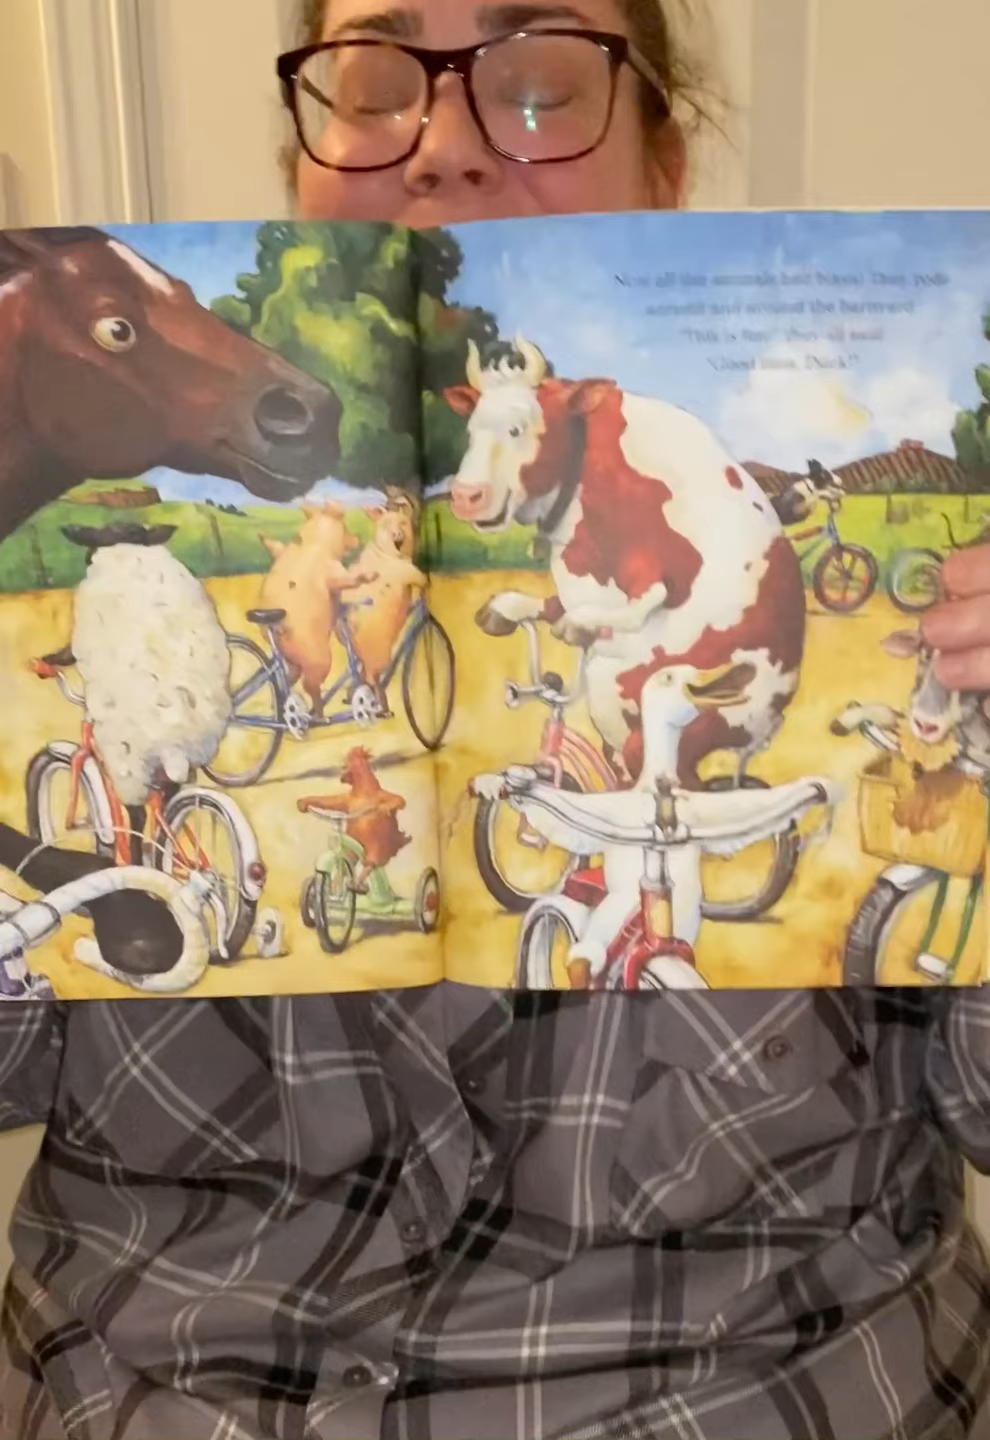 Now all the animals had bikes! They rode
around and around the barnyard.
"This is fun!" they all said.
"Good idea, Duck!"